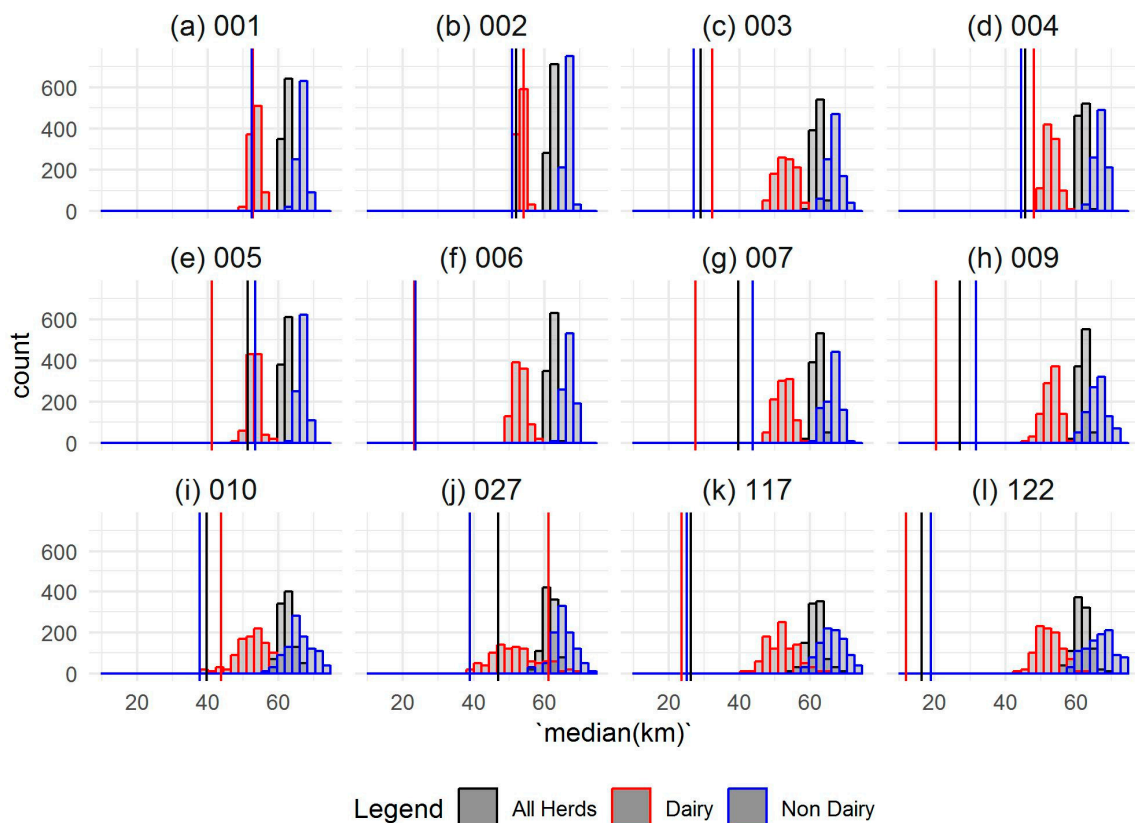 (a) 001 (b) 002 (c) 003 (d) 004
600
400
200
0
(e) 005 (f) 006 (g) 007 (h) 009
600
400
200
0
count
(i) 010 (j) 027 (k) 117 (l) 122
600
400
200
0
20 40 60 20 40 60 20 40 60 20 40 60
`median(km)`
Legend All Herds Dairy Non Dairy